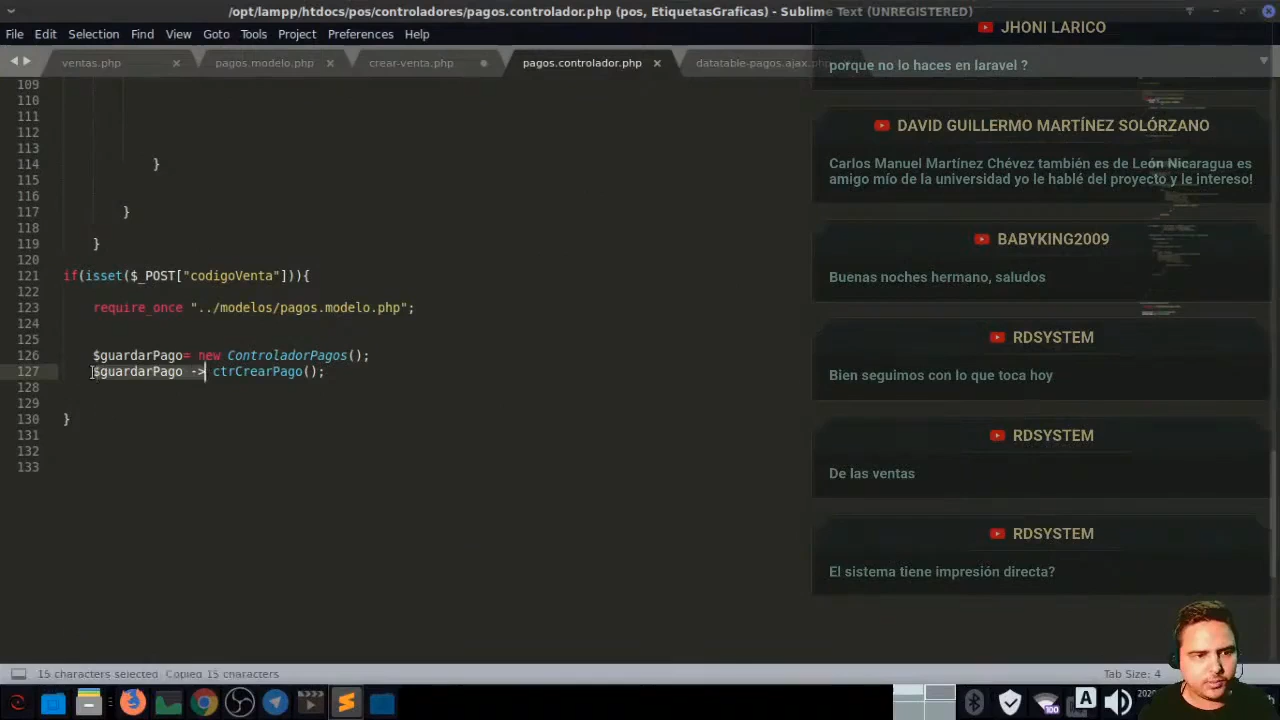 /opt/lampp/htdocs/pos/controladores/pagos.controlador.php (pos, EtiquetasGraficas) - Sublime Text (UNREGISTERED)
File Edit Selection Find View Goto Tools Project Preferences Help
ventas.php pagos.modelo.php crear-venta.php pagos.controlador.php datatable-pagos.ajax.php
109
110
111
112
113
114 }
115
116
117 }
118
119 }
120
121 if(isset($_POST["codigoVenta"])){
122
123 require_once "../modelos/pagos.modelo.php";
124
125
126 $guardarPago= new ControladorPagos();
127 $guardarPago -> ctrCrearPago();
128
129
130 }
131
132
133
JHONI LARICO
porque no lo haces en laravel ?
DAVID GUILLERMO MARTÍNEZ SOLÓRZANO
Carlos Manuel Martínez Chévez también es de León Nicaragua es
amigo mío de la universidad yo le hablé del proyecto y le intereso!
BABYKING2009
Buenas noches hermano, saludos
RDSYSTEM
Bien seguimos con lo que toca hoy
RDSYSTEM
De las ventas
RDSYSTEM
El sistema tiene impresión directa?
15 characters selected Copied 15 characters
Tab Size: 4
100
A